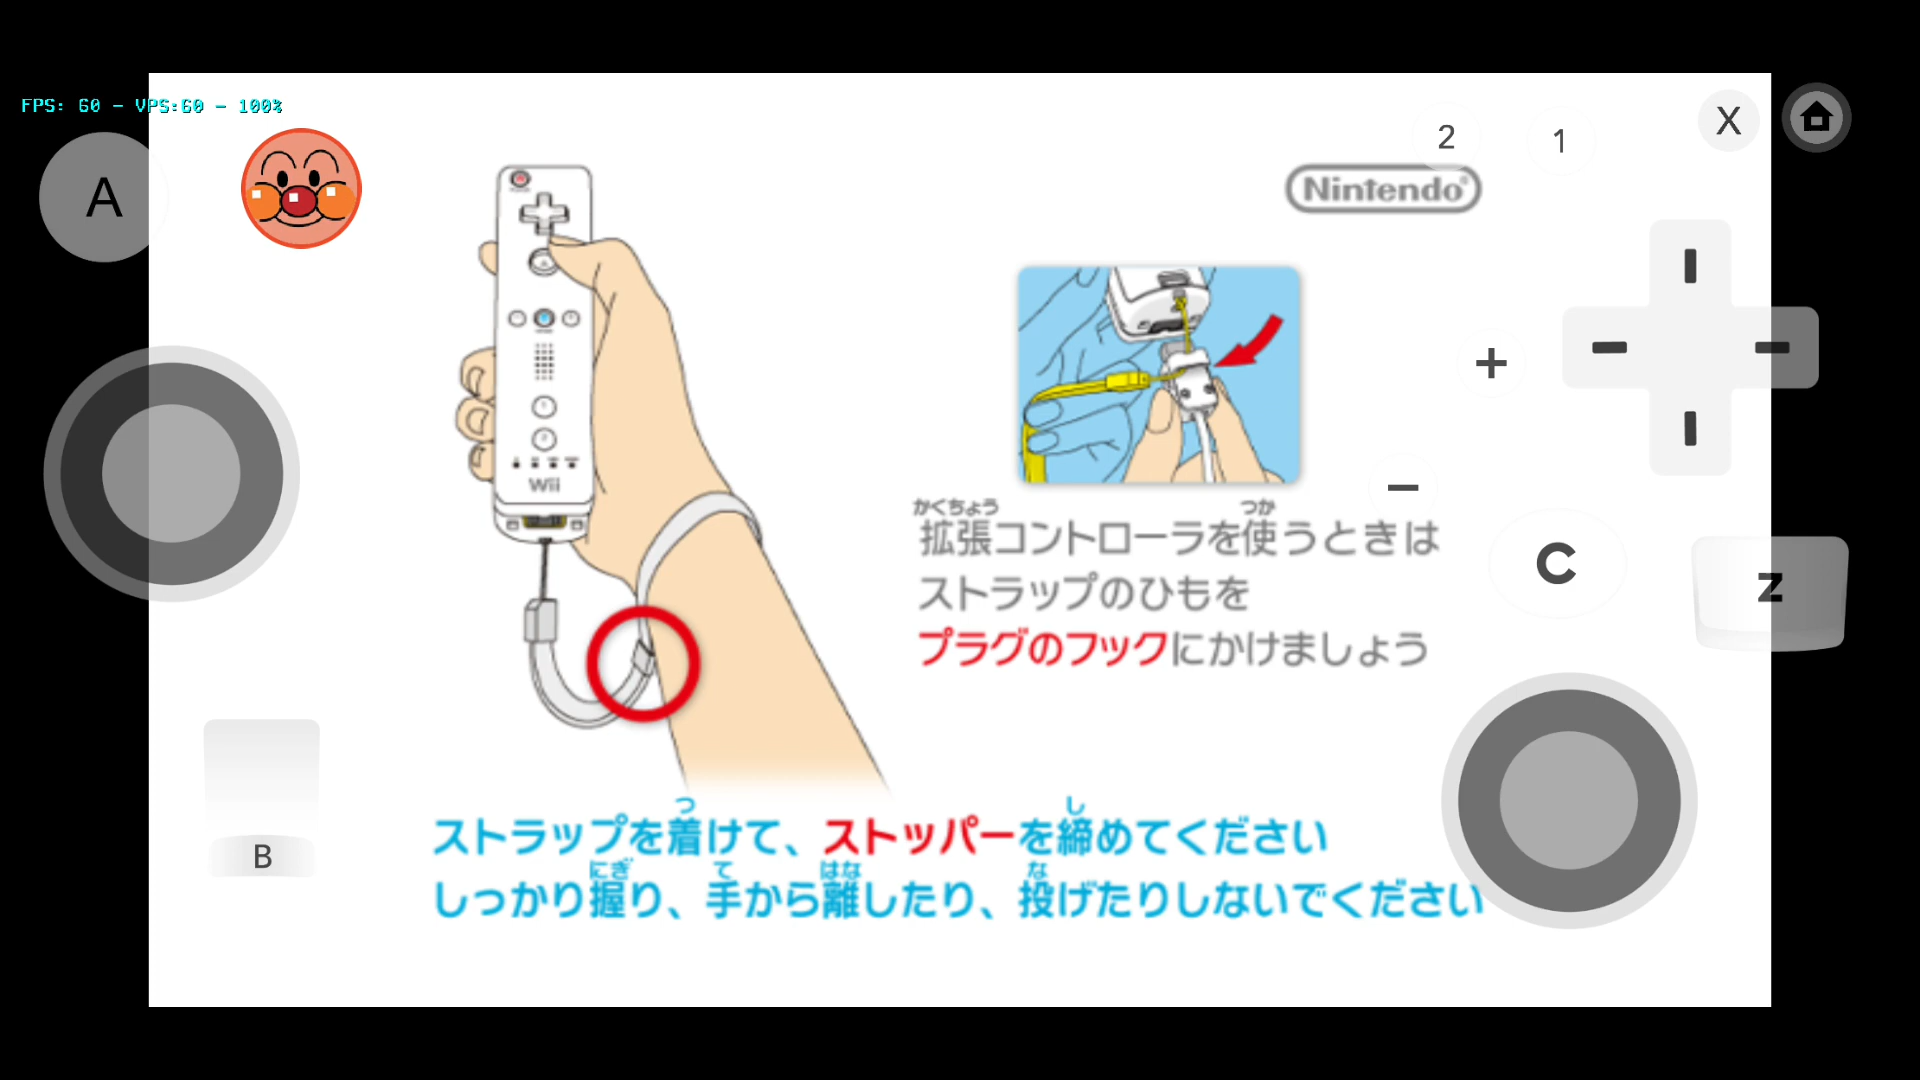 FPS: 60 - VPS:60 - 100%
A
2
1
X
Nintendo®
Wii
+
-
C
Z
B
かくちょう つか
拡張コントローラを使うときは
ストラップのひもを
プラグのフックにかけましょう
つ し
ストラップを着けて、ストッパーを締めてください
にぎ て はな な
しっかり握り、手から離したり、投げたりしないでください